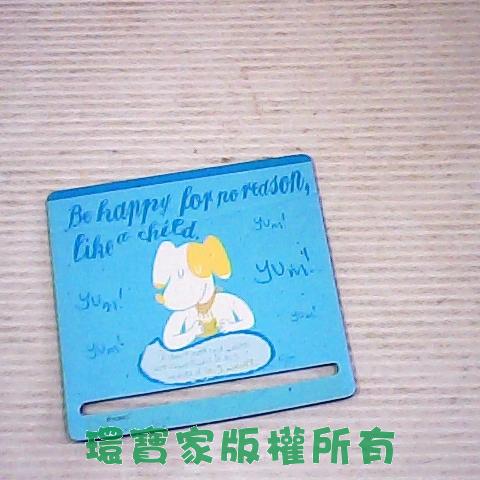 Be happy for no reason,
like a child.
yum!
yum!
yum!
yum!
yum!
環寶家版權所有